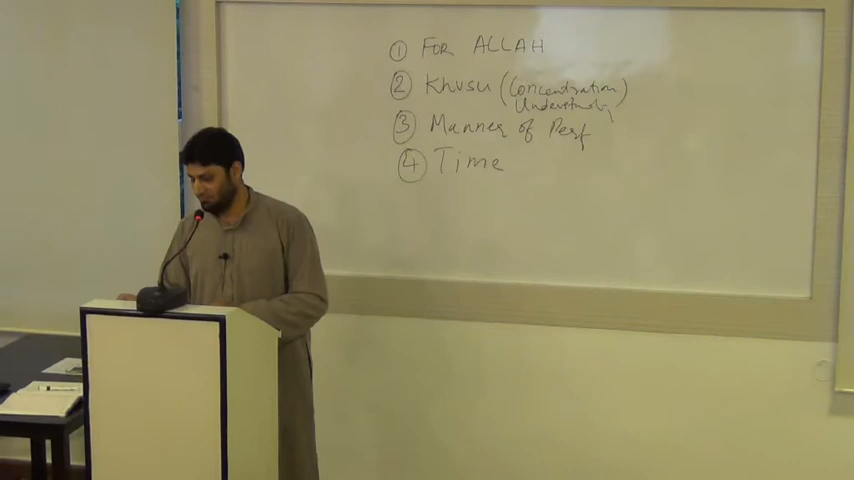 ① FOR ALLAH
② Khusu (Concentration
Understanding)
③ Manner of Perf
④ Time